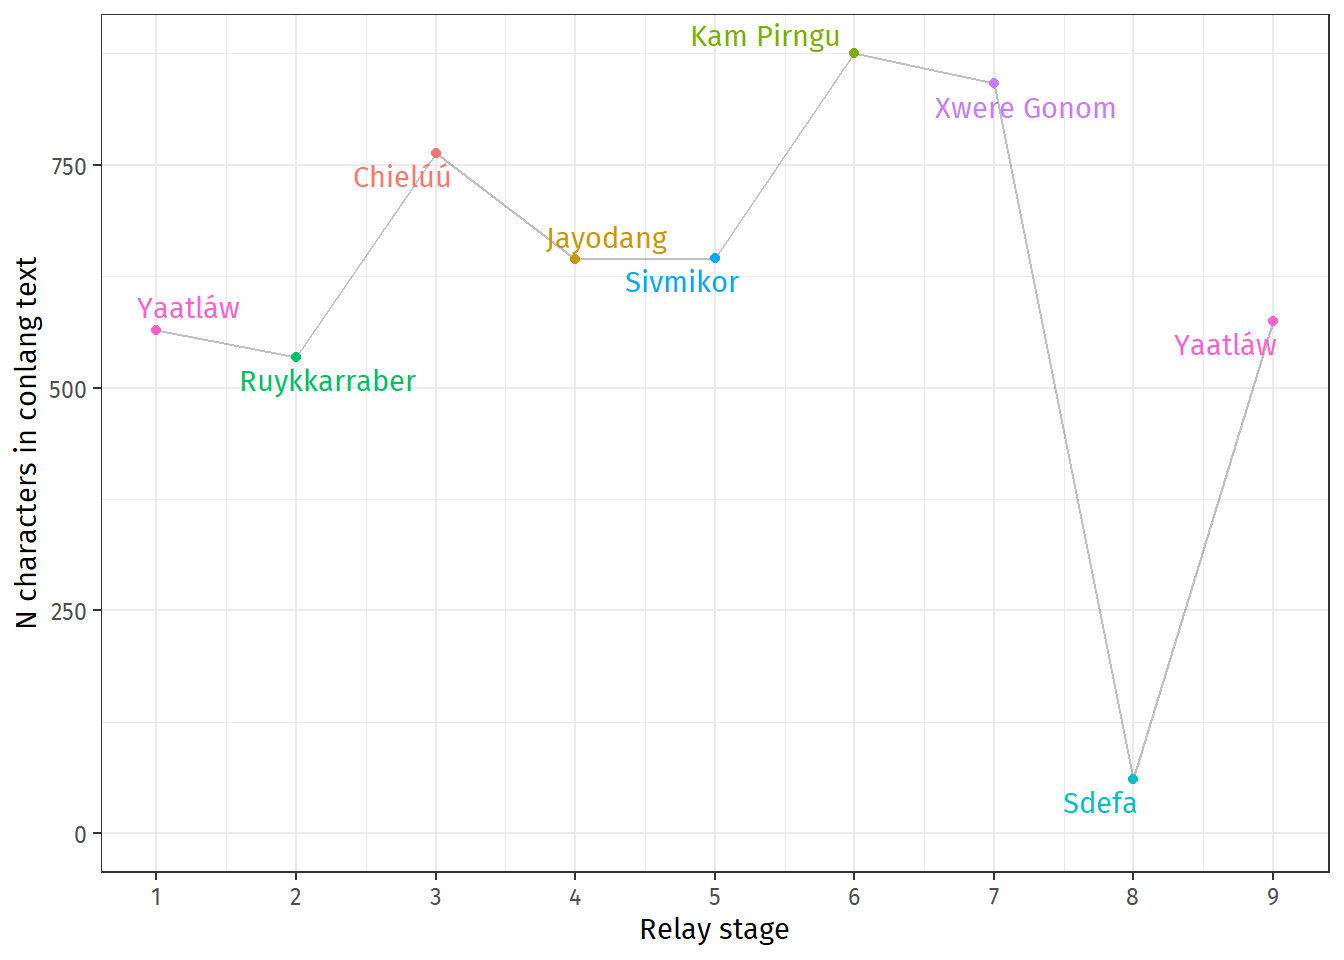 Kam Pirngu
Xwere Gonom
Chielúú
Jayodang
Sivmikor
Yaatláw
Yaatláw
Ruykkarraber
Sdefa
750
500
250
0
N characters in conlang text
1 2 3 4 5 6 7 8 9
Relay stage